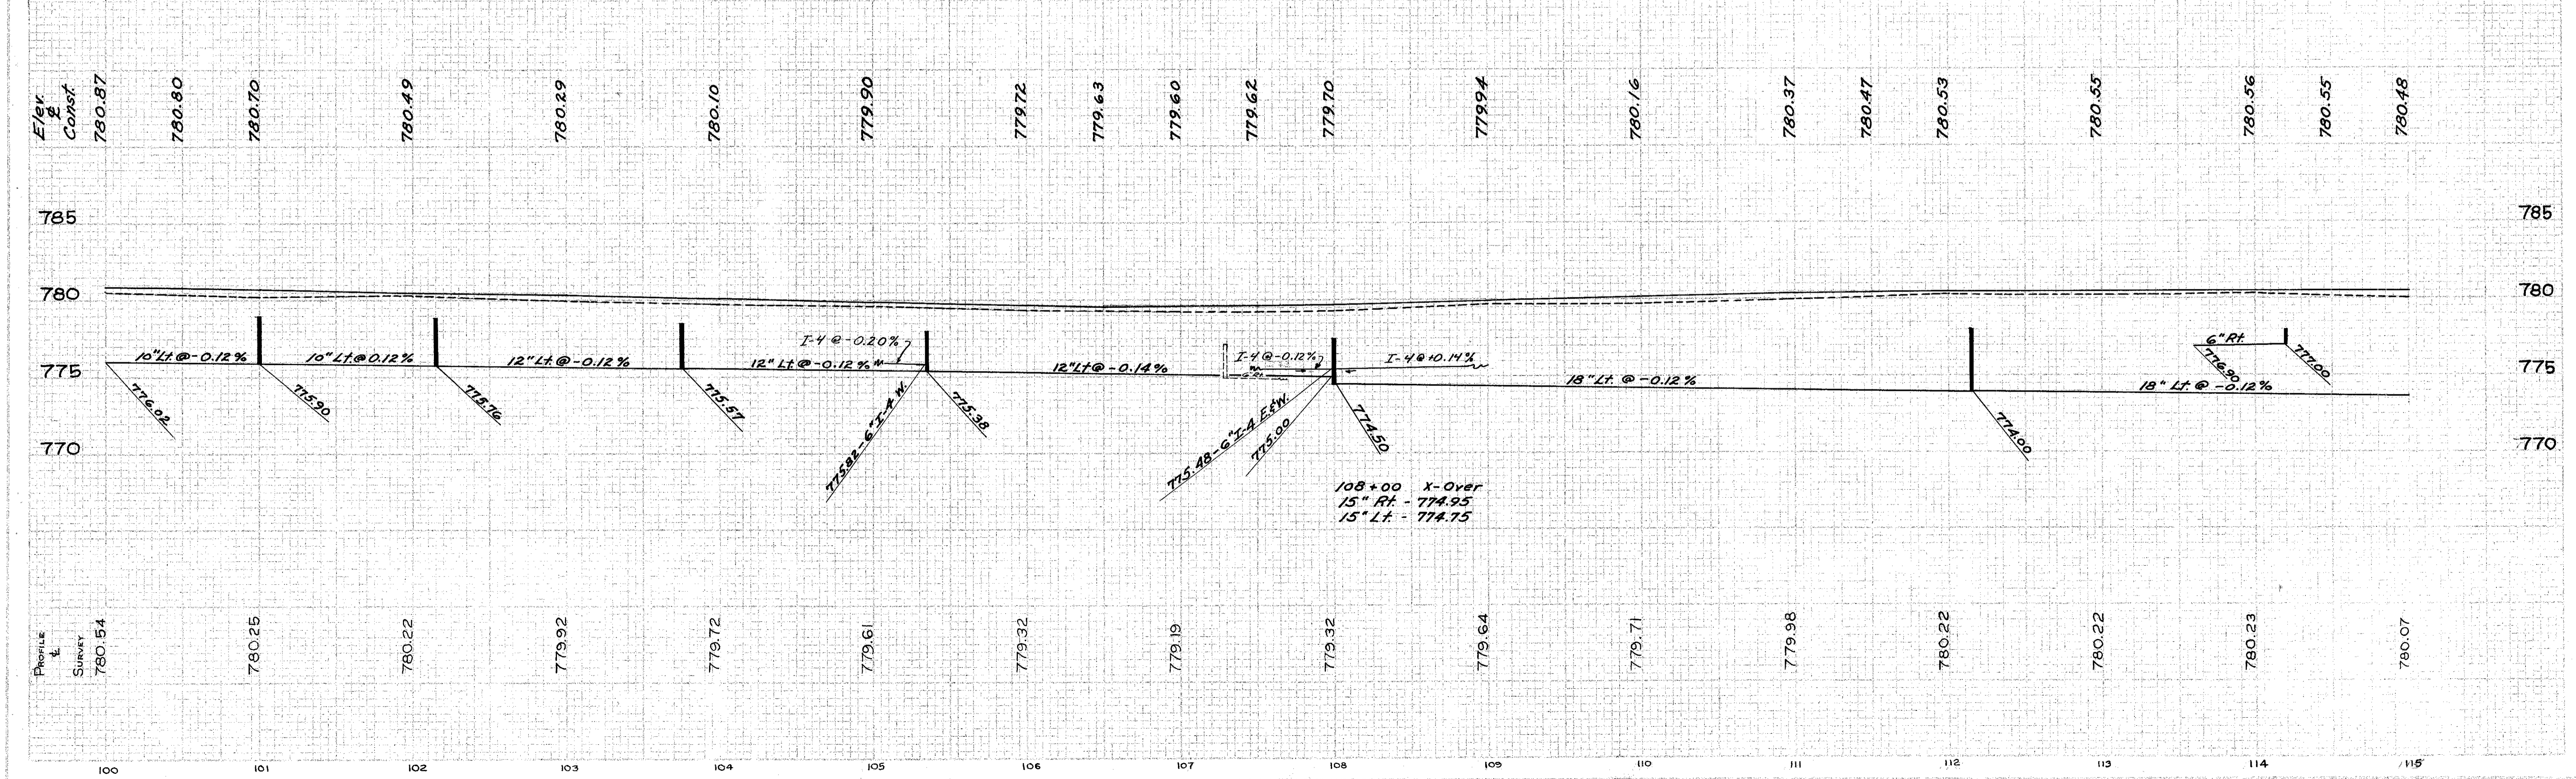 Elev.
℄
Const.
780.87
780.80
780.70
780.49
780.29
780.10
779.90
779.72
779.63
779.60
779.62
779.70
779.94
780.16
780.37
780.47
780.53
780.55
780.56
780.55
780.48
785
785
780
780
775
775
770
770
10" Lt. @ -0.12%
10" Lt. @ 0.12%
12" Lt. @ -0.12%
12" Lt. @ -0.12%
I-4 @ -0.20%
12" Lt @ -0.14%
I-4 @ -0.12%
6" Rt.
I-4 @ +0.14%
18" Lt. @ -0.12%
6" Rt.
18" Lt. @ -0.12%
776.02
775.90
775.76
775.57
775.82-6" I-4 W.
775.38
775.48-6" I-4 E&W.
775.00
774.50
774.00
776.90
777.00
108+00 X-Over
15" Rt. - 774.95
15" Lt. - 774.75
PROFILE
℄
SURVEY
780.54
780.25
780.22
779.92
779.72
779.61
779.32
779.19
779.32
779.64
779.71
779.98
780.22
780.22
780.23
780.07
100 101 102 103 104 105 106 107 108 109 110 111 112 113 114 115